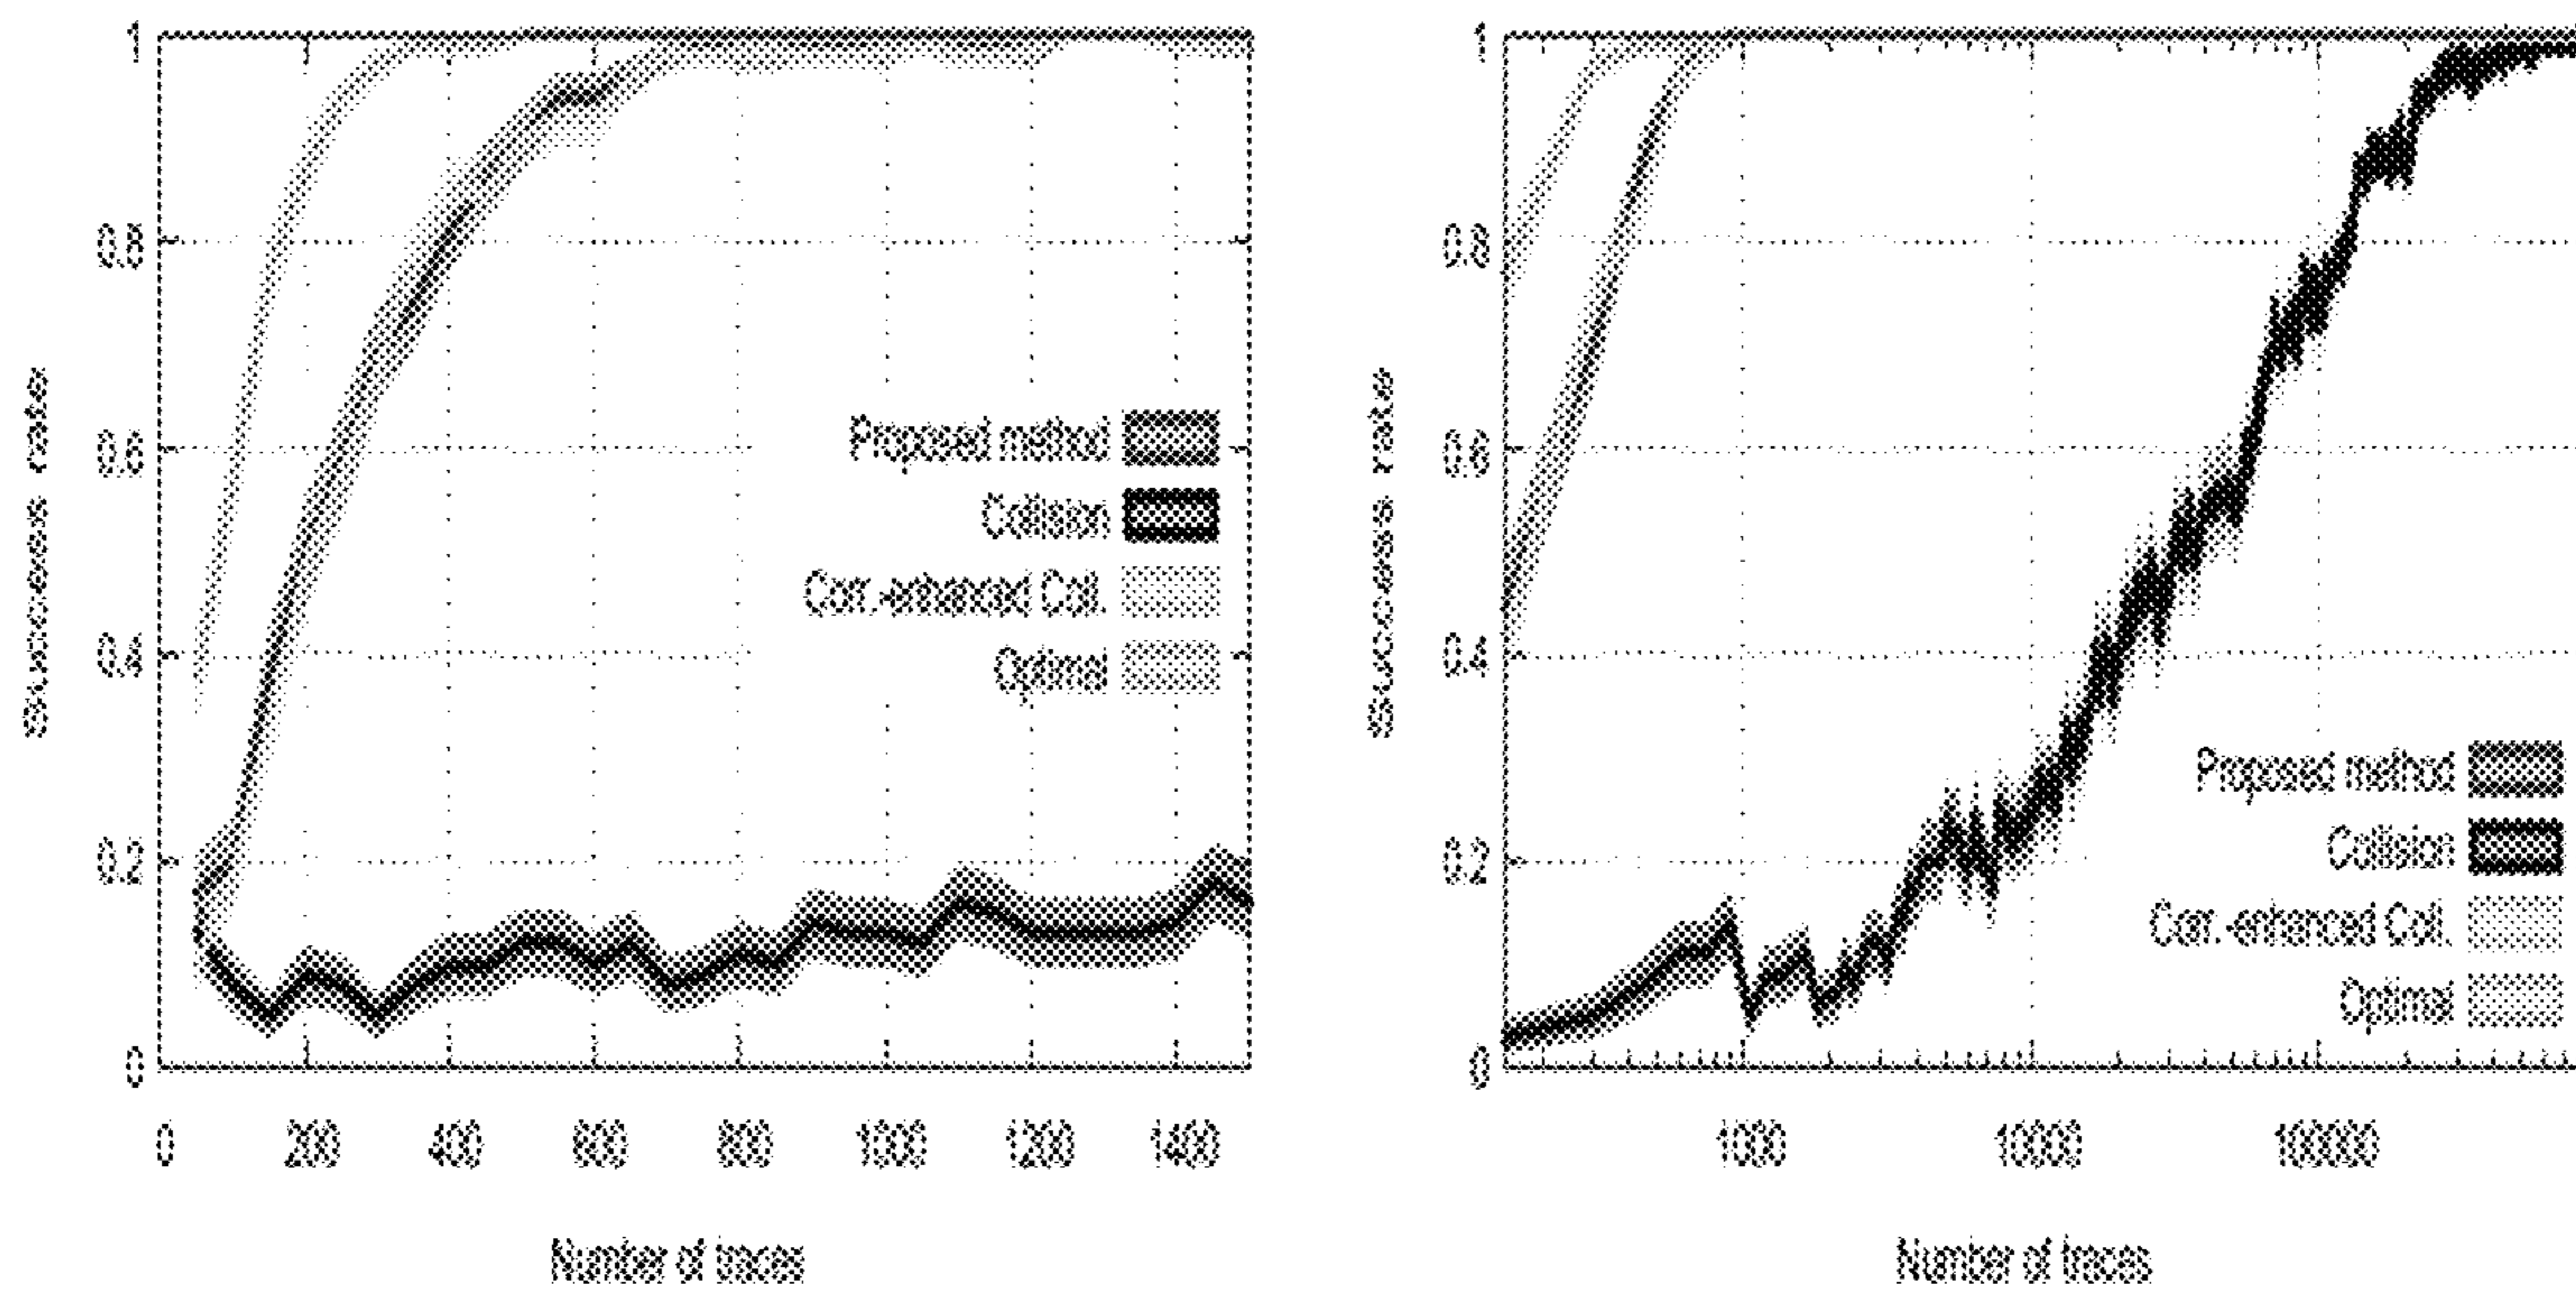 1
0.8
0.6
0.4
0.2
0
Success rate
Proposed method
Collision
Corr.-enhanced Coll.
Optimal
0 200 400 600 800 1000 1200 1400
Number of traces
1
0.8
0.6
0.4
0.2
0
Success rate
Proposed method
Collision
Corr.-enhanced Coll.
Optimal
1000 10000 100000
Number of traces